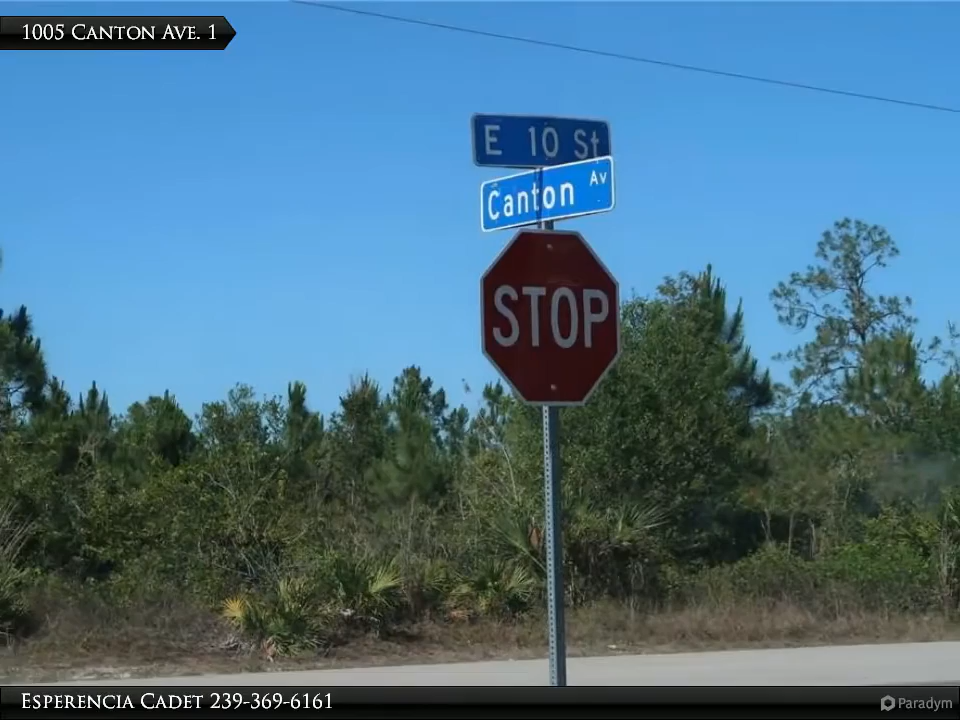 1005 Canton Ave. 1
E 10 St
Canton Av
STOP
Esperencia Cadet 239-369-6161
Paradym